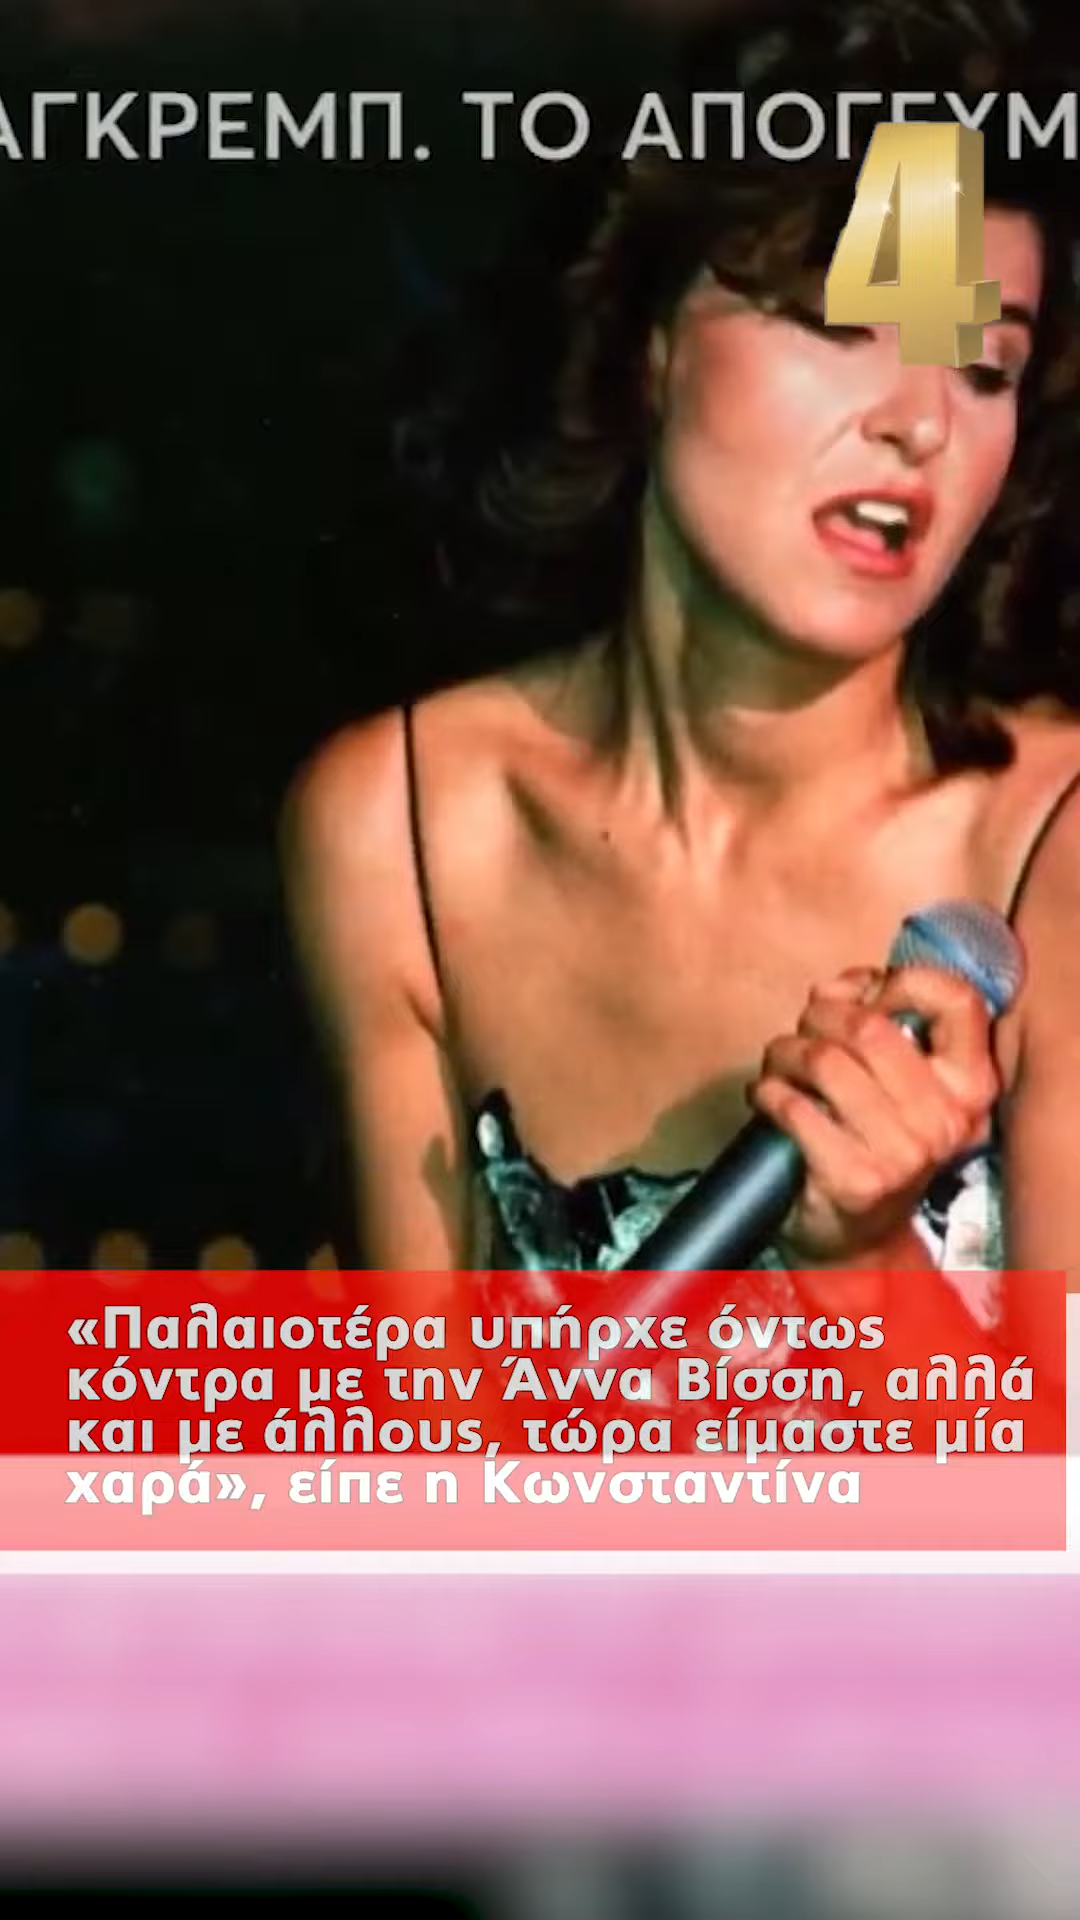 ΑΓΚΡΕΜΠ. ΤΟ ΑΠΟΓΕΥΜ
4
«Παλαιοτέρα υπήρχε όντως
κόντρα με την Άννα Βίσση, αλλά
και με άλλους, τώρα είμαστε μία
χαρά», είπε η Κωνσταντίνα